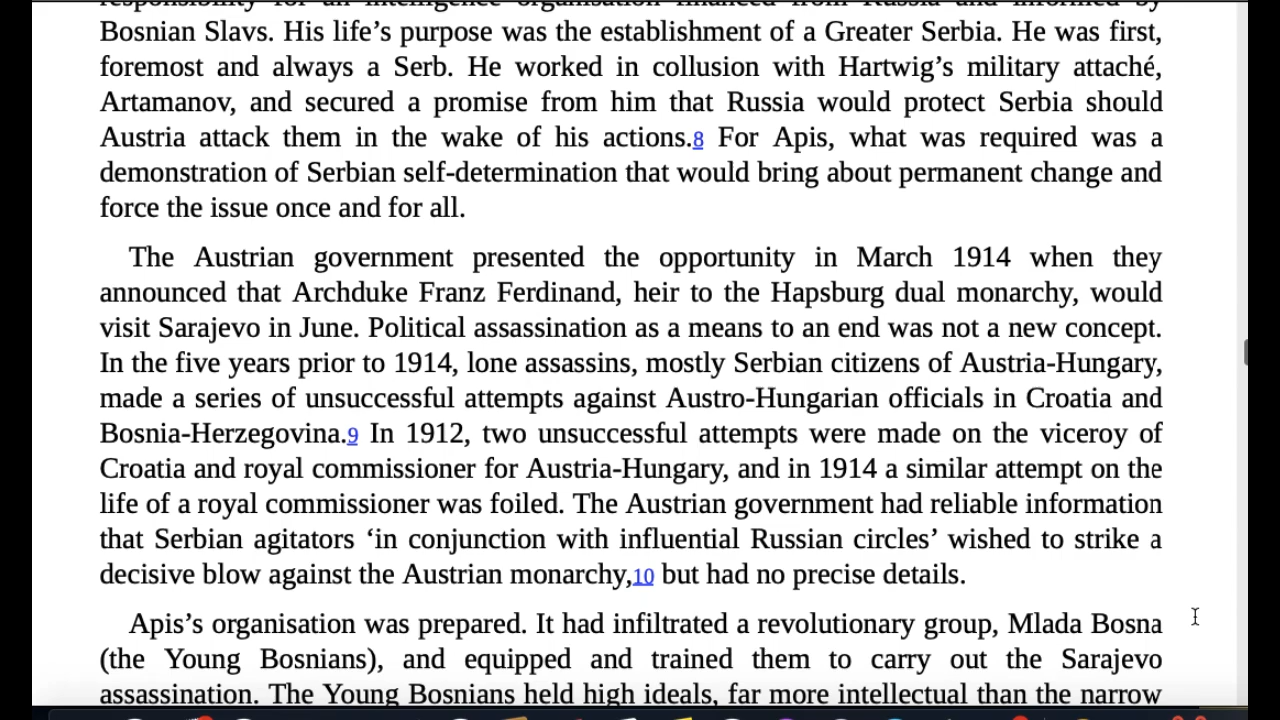 responsibility for an intelligence organisation financed from Russia and informed by
Bosnian Slavs. His life’s purpose was the establishment of a Greater Serbia. He was first,
foremost and always a Serb. He worked in collusion with Hartwig’s military attaché,
Artamanov, and secured a promise from him that Russia would protect Serbia should
Austria attack them in the wake of his actions.8 For Apis, what was required was a
demonstration of Serbian self-determination that would bring about permanent change and
force the issue once and for all.
The Austrian government presented the opportunity in March 1914 when they
announced that Archduke Franz Ferdinand, heir to the Hapsburg dual monarchy, would
visit Sarajevo in June. Political assassination as a means to an end was not a new concept.
In the five years prior to 1914, lone assassins, mostly Serbian citizens of Austria-Hungary,
made a series of unsuccessful attempts against Austro-Hungarian officials in Croatia and
Bosnia-Herzegovina.9 In 1912, two unsuccessful attempts were made on the viceroy of
Croatia and royal commissioner for Austria-Hungary, and in 1914 a similar attempt on the
life of a royal commissioner was foiled. The Austrian government had reliable information
that Serbian agitators ‘in conjunction with influential Russian circles’ wished to strike a
decisive blow against the Austrian monarchy,10 but had no precise details.
Apis’s organisation was prepared. It had infiltrated a revolutionary group, Mlada Bosna
(the Young Bosnians), and equipped and trained them to carry out the Sarajevo
assassination. The Young Bosnians held high ideals, far more intellectual than the narrow